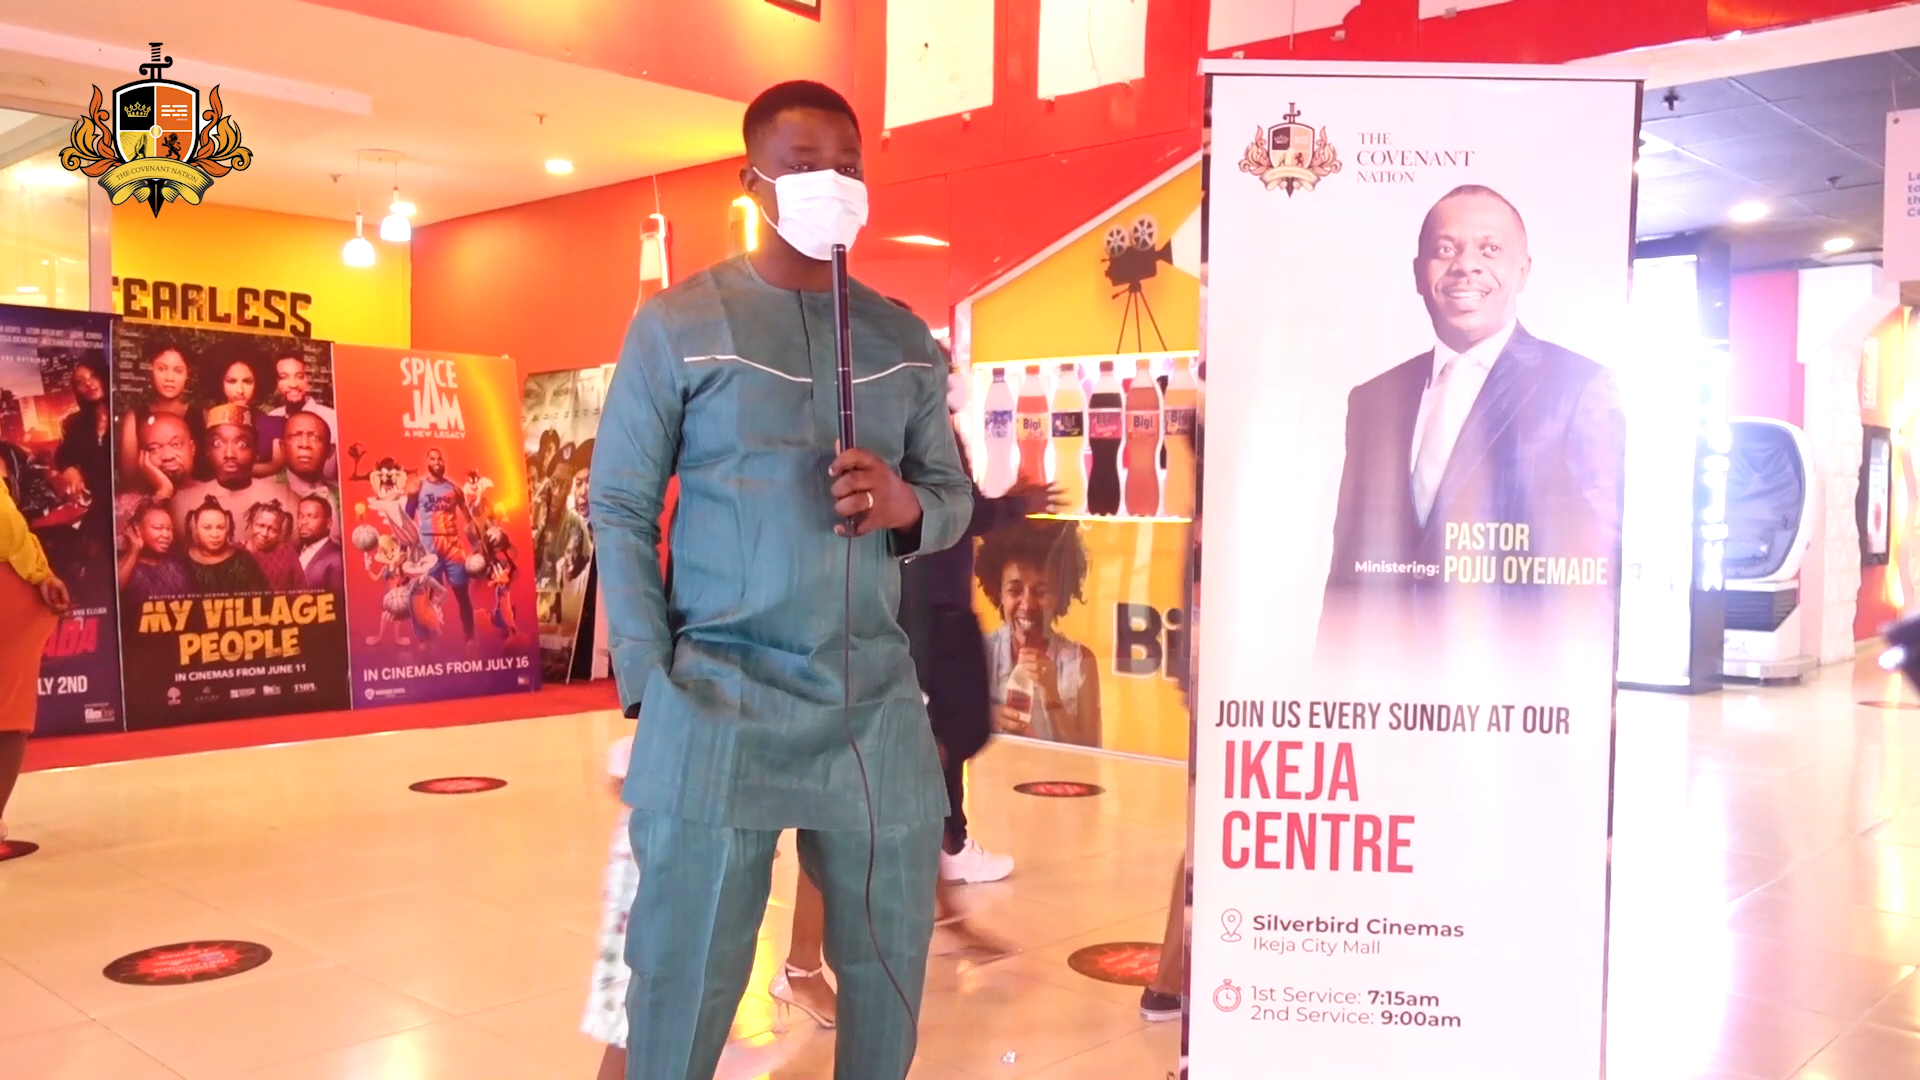 THE COVENANT NATION
FEARLESS
LY 2ND
MY VILLAGE
PEOPLE
IN CINEMAS FROM JUNE 11
SPACE
JAM
A NEW LEGACY
IN CINEMAS FROM JULY 16
Bigi
Bigi
Bi
THE
COVENANT
NATION
PASTOR
Ministering: POJU OYEMADE
JOIN US EVERY SUNDAY AT OUR
IKEJA
CENTRE
Silverbird Cinemas
Ikeja City Mall
1st Service: 7:15am
2nd Service: 9:00am